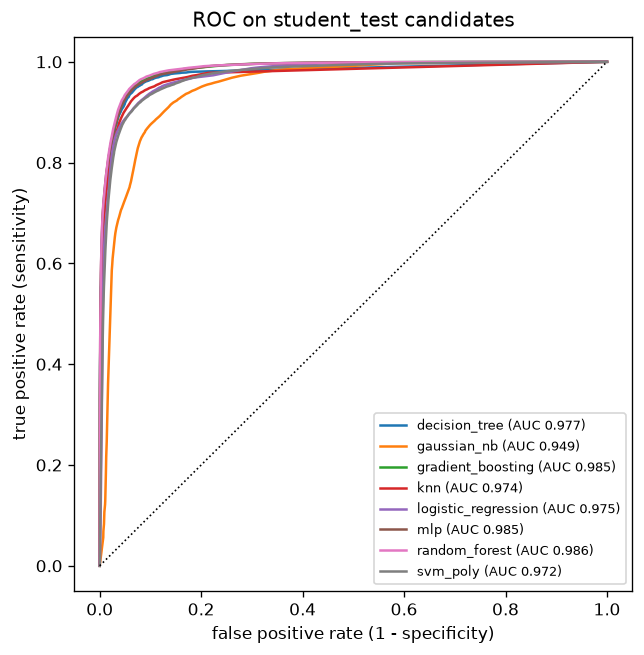 ROC on student_test candidates
true positive rate (sensitivity)
1.0
0.8
0.6
0.4
0.2
0.0
decision_tree (AUC 0.977)
gaussian_nb (AUC 0.949)
gradient_boosting (AUC 0.985)
knn (AUC 0.974)
logistic_regression (AUC 0.975)
mlp (AUC 0.985)
random_forest (AUC 0.986)
svm_poly (AUC 0.972)
0.0 0.2 0.4 0.6 0.8 1.0
false positive rate (1 - specificity)